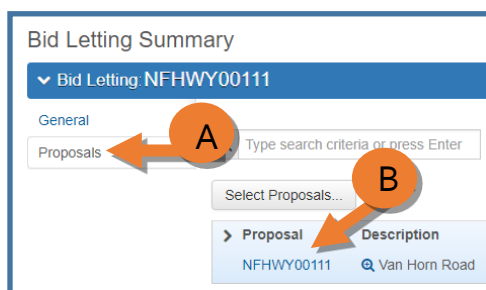 Bid Letting Summary
Bid Letting: NFHWY00111
General
Proposals
A
Type search criteria or press Enter
B
Select Proposals...
Proposal Description
NFHWY00111 Van Horn Road